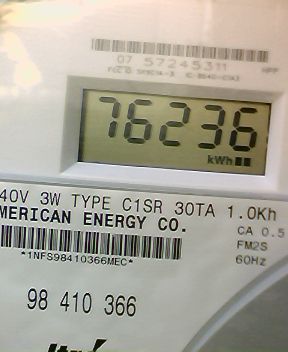 07 57245311
76236
kWh
40V 3W TYPE C1SR 30TA 1.0Kh
MERICAN ENERGY CO.
CA 0.5
*1NFS98410366MEC*
FM2S
60Hz
98 410 366